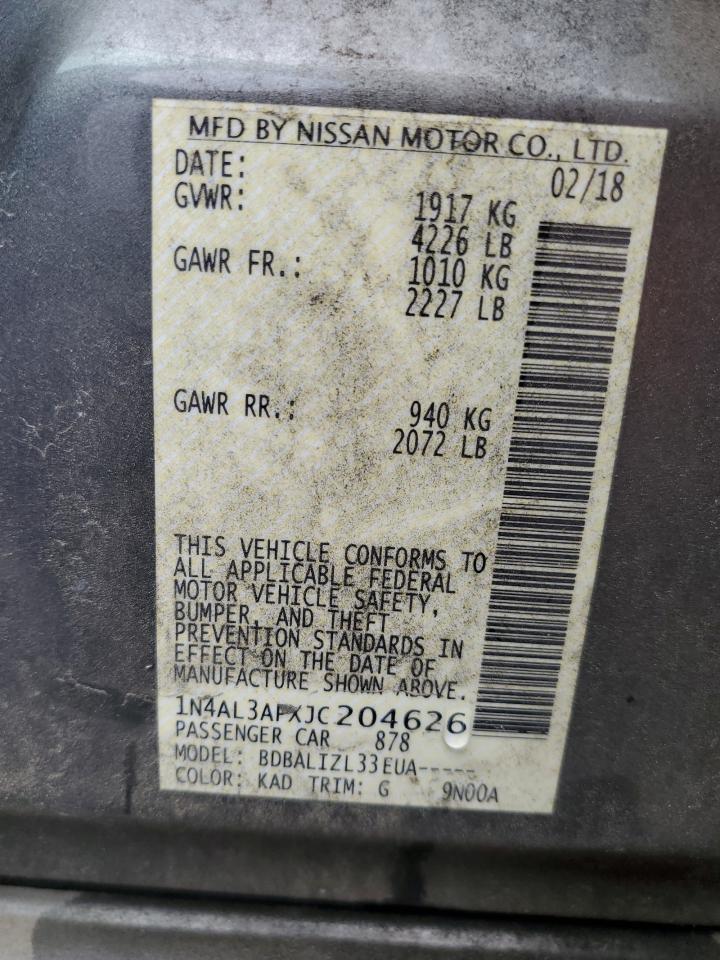 MFD BY NISSAN MOTOR CO., LTD.
DATE: 02/18
GVWR: 1917 KG
4226 LB
GAWR FR.: 1010 KG
2227 LB
GAWR RR.: 940 KG
2072 LB
THIS VEHICLE CONFORMS TO
ALL APPLICABLE FEDERAL
MOTOR VEHICLE SAFETY,
BUMPER, AND THEFT
PREVENTION STANDARDS IN
EFFECT ON THE DATE OF
MANUFACTURE SHOWN ABOVE.
1N4AL3APXJC204626
PASSENGER CAR 878
MODEL: BDBALIZL33EUA-----
COLOR: KAD TRIM: G 9N00A